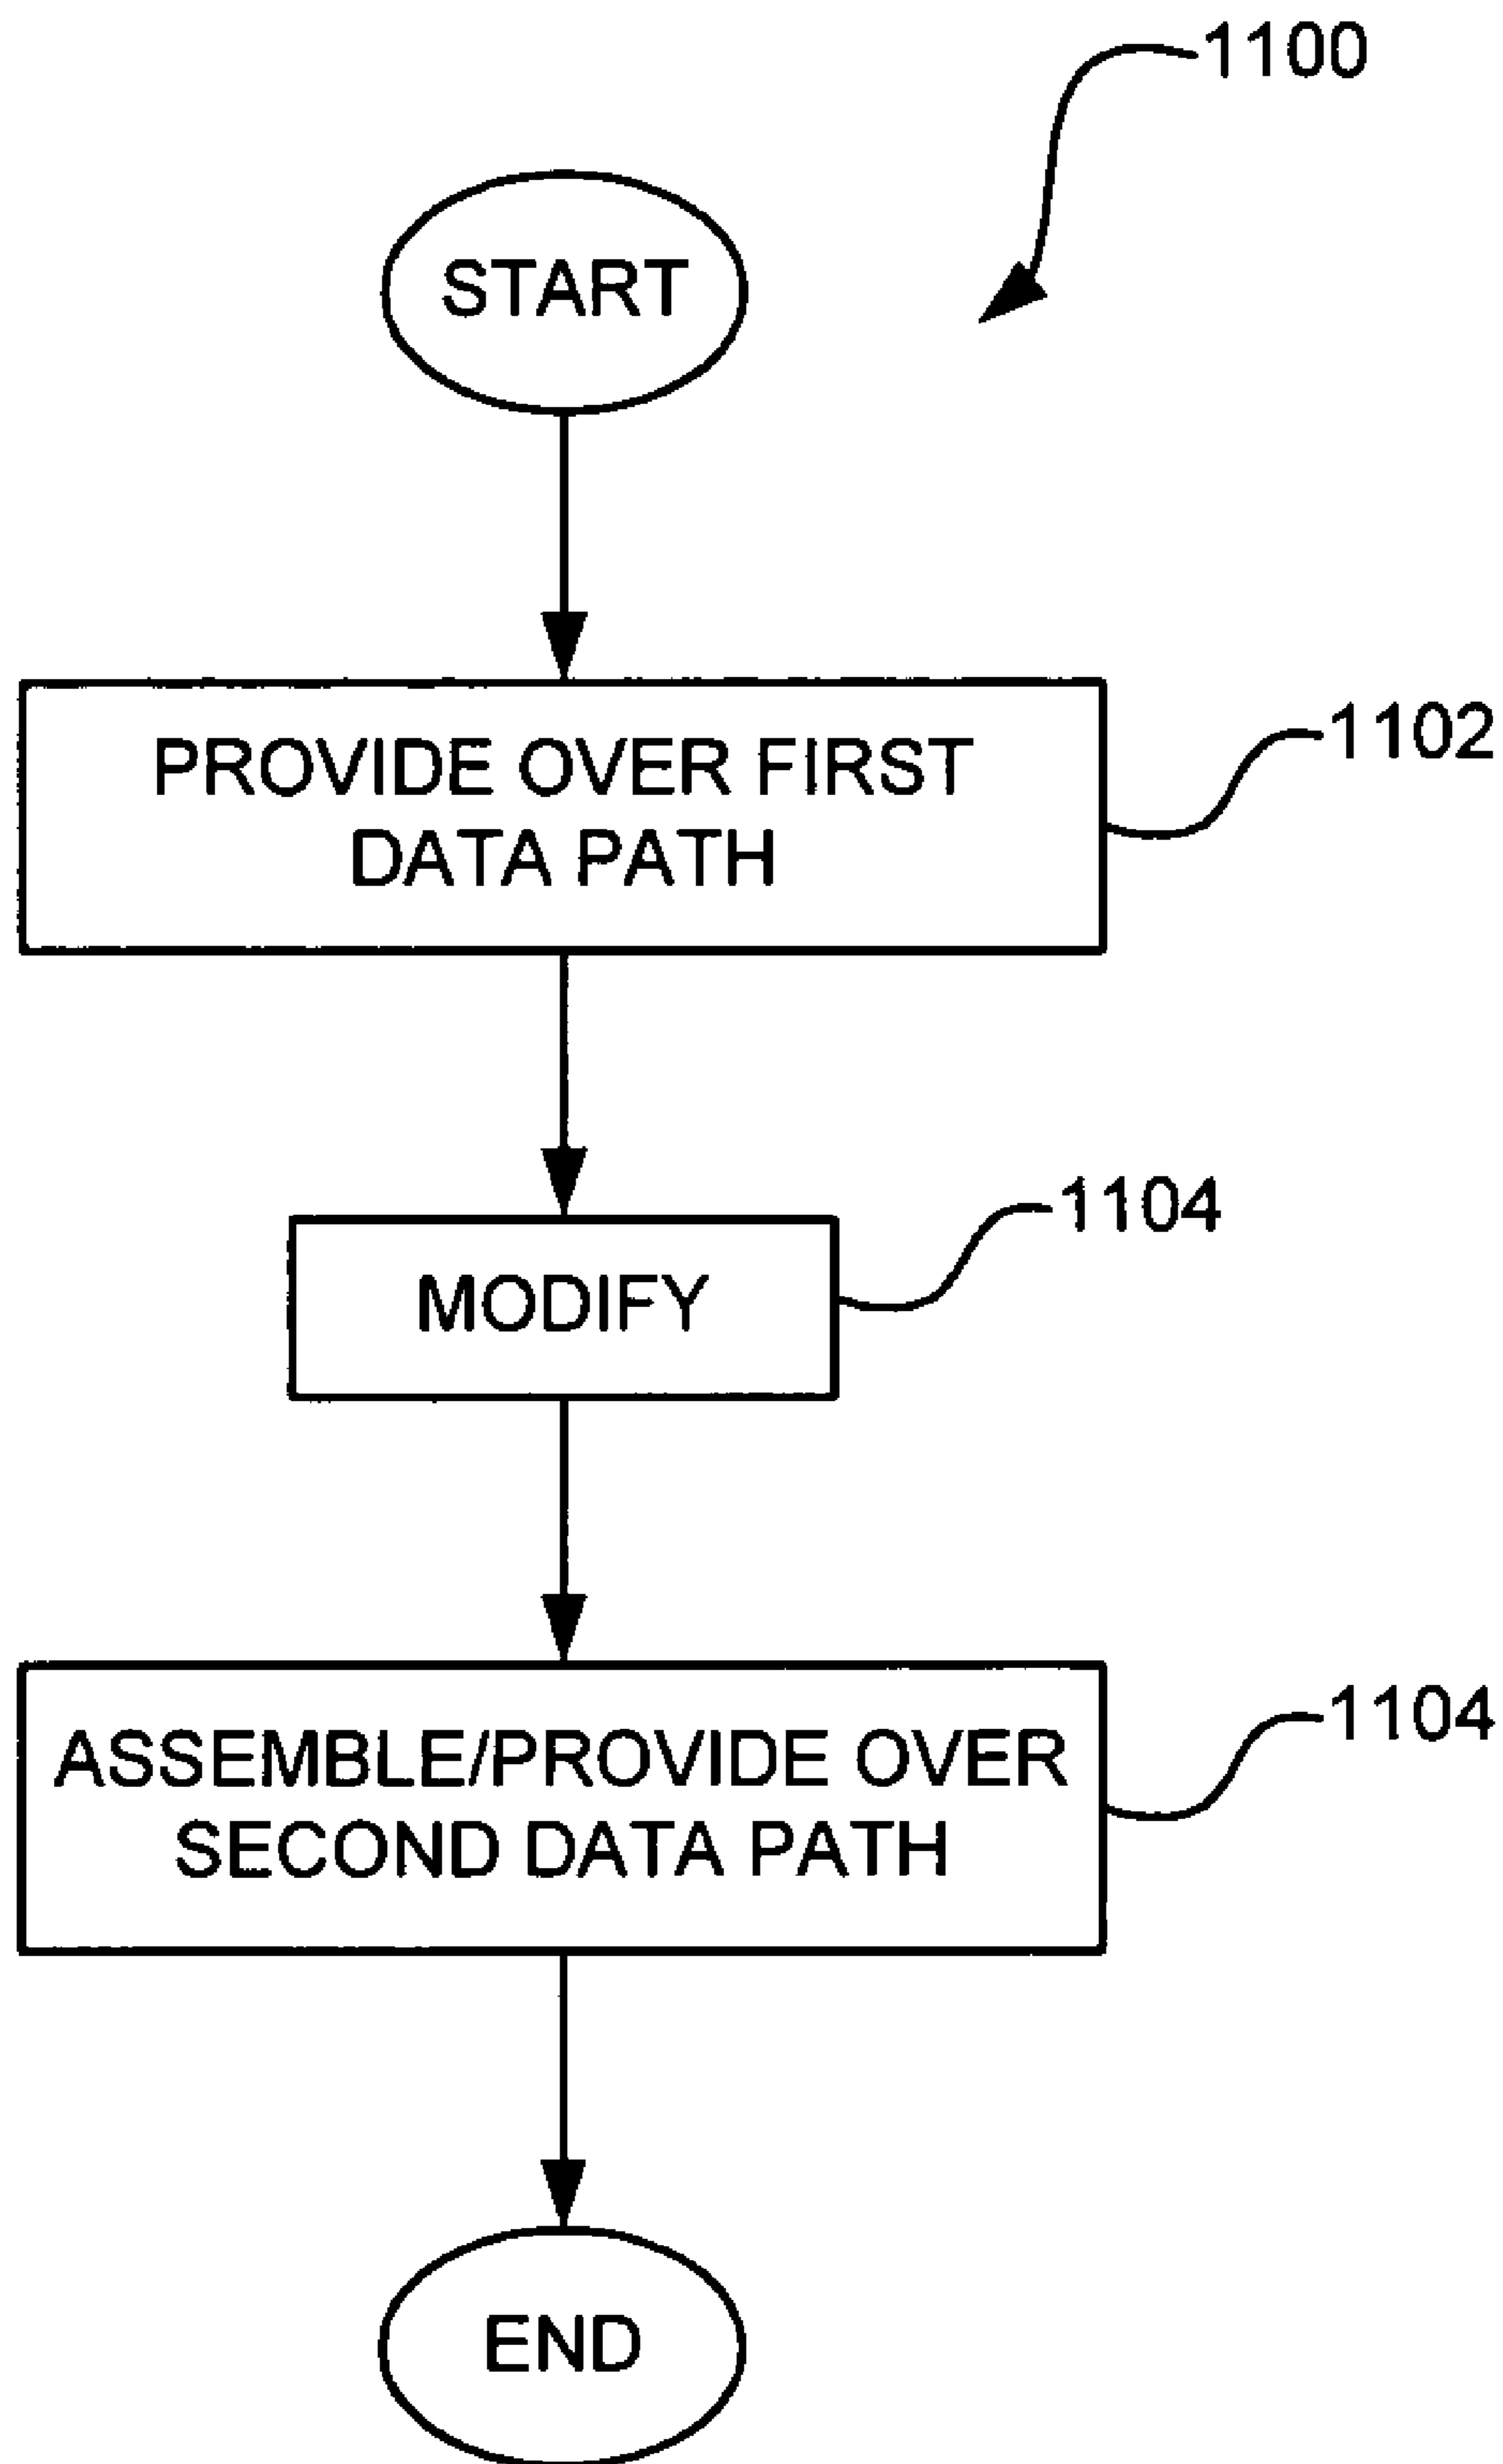 1100
START
PROVIDE OVER FIRST
DATA PATH
1102
MODIFY
1104
ASSEMBLE/PROVIDE OVER
SECOND DATA PATH
1104
END